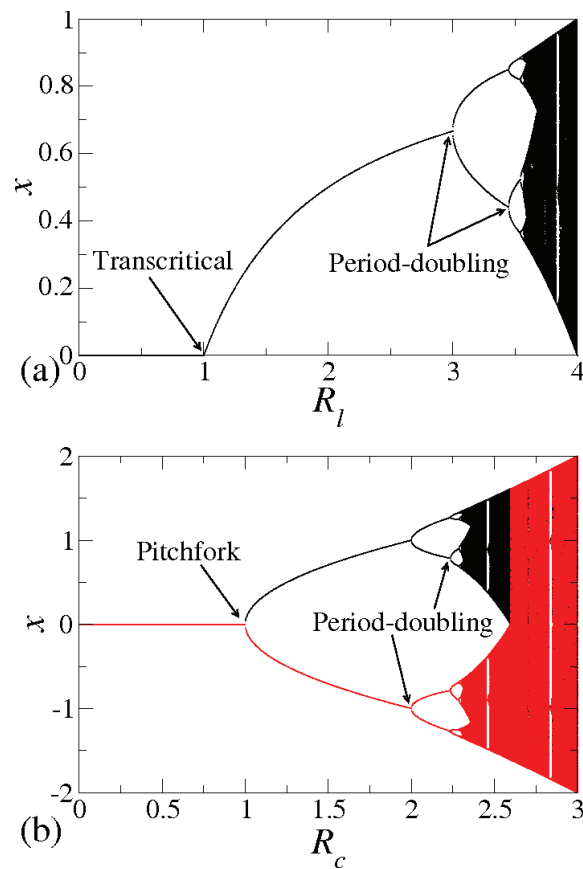 1
0.8
0.6
x
0.4
0.2
0
Transcritical
Period-doubling
(a)
0 1 2 3 4
R_l
2
1
Pitchfork
x
0
Period-doubling
-1
-2
(b)
0 0.5 1 1.5 2 2.5 3
R_c